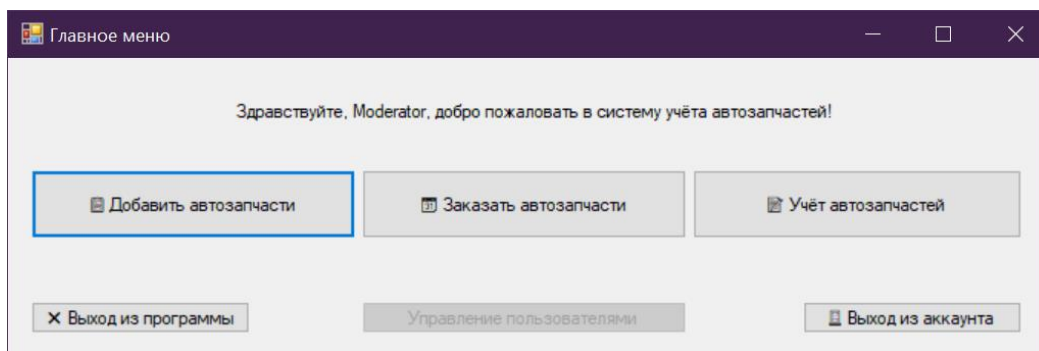 Главное меню
Здравствуйте, Moderator, добро пожаловать в систему учёта автозапчастей!
Добавить автозапчасти
Заказать автозапчасти
Учёт автозапчастей
Выход из программы
Управление пользователями
Выход из аккаунта